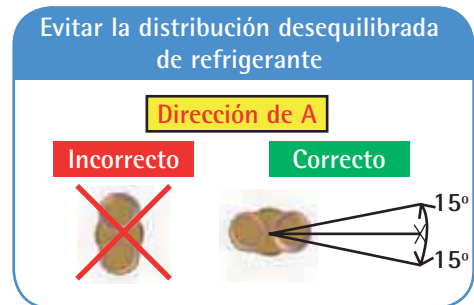 Evitar la distribución desequilibrada
de refrigerante
Dirección de A
Incorrecto
Correcto
15º
15º